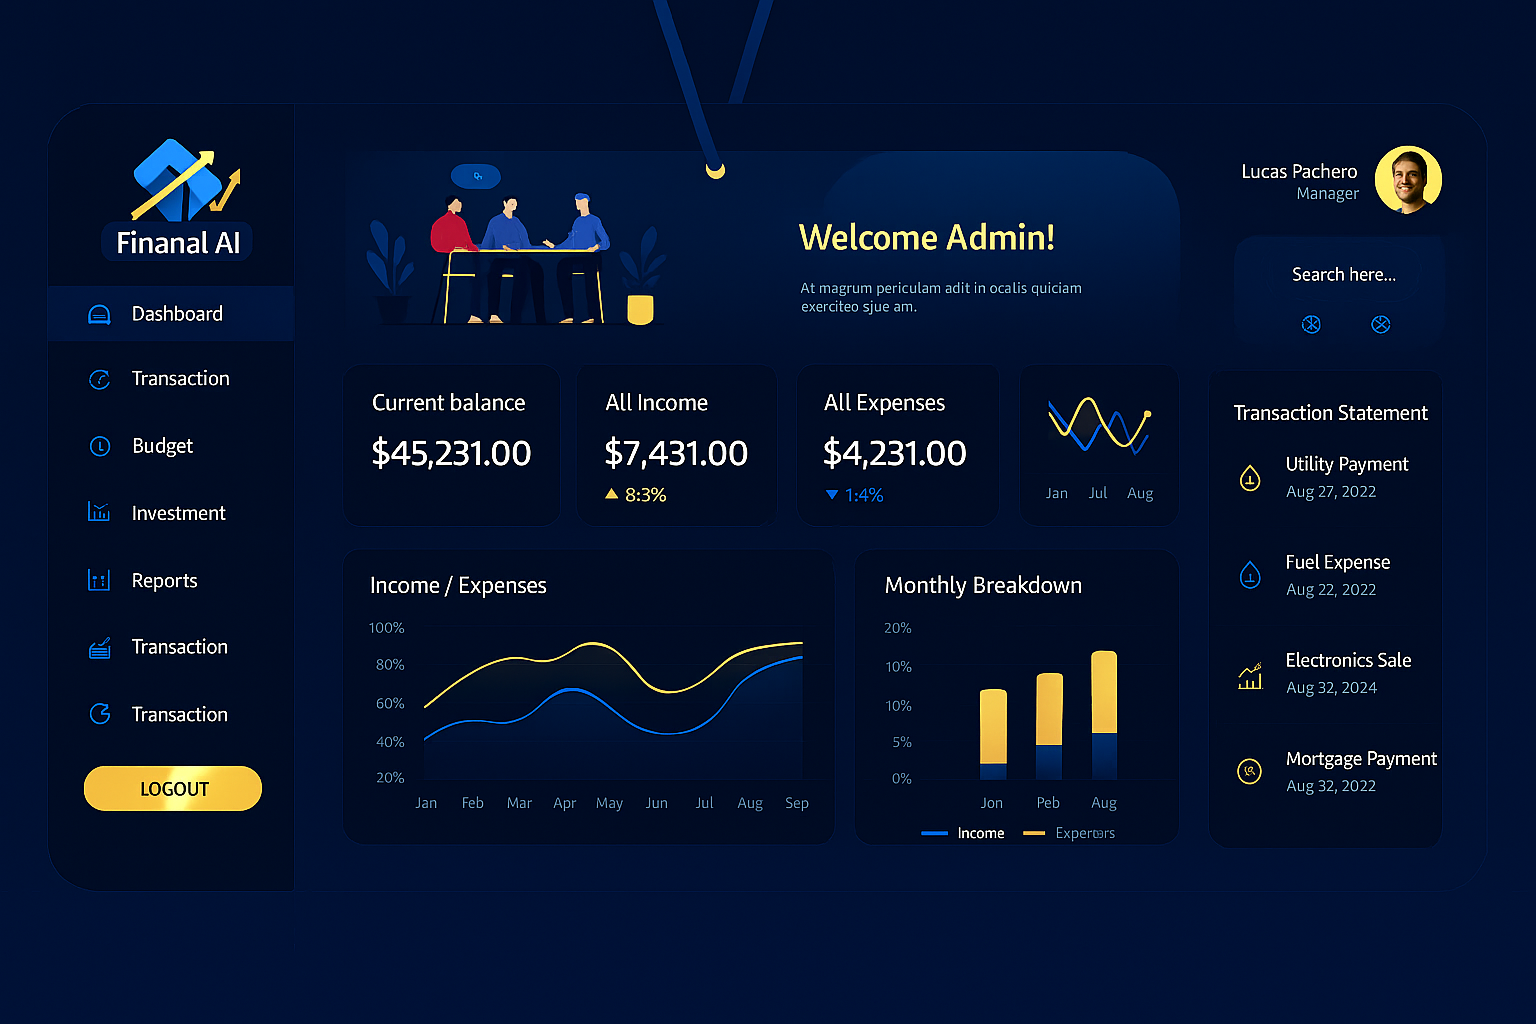 Finanal AI
Dashboard
Transaction
Budget
Investment
Reports
Transaction
Transaction
LOGOUT
Welcome Admin!
At magrum periculam adit in ocalis quiciam
exerciteo sjue am.
Lucas Pachero
Manager
Search here...
Current balance
$45,231.00
All Income
$7,431.00
8:3%
All Expenses
$4,231.00
1:4%
Jan Jul Aug
Income / Expenses
100%
80%
60%
40%
20%
Jan Feb Mar Apr May Jun Jul Aug Sep
Monthly Breakdown
20%
10%
10%
5%
0%
Jon Peb Aug
Income
Transaction Statement
Utility Payment
Aug 27, 2022
Fuel Expense
Aug 22, 2022
Electronics Sale
Aug 32, 2024
Mortgage Payment
Aug 32, 2022